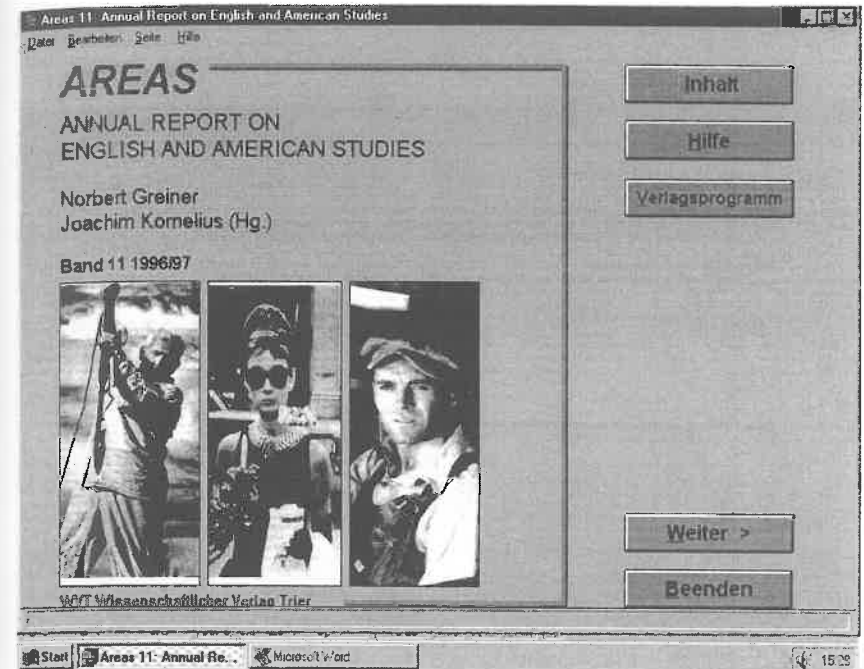 Areas 11: Annual Report on English and American Studies
Datei Bearbeiten Seite Hilfe
AREAS
ANNUAL REPORT ON
ENGLISH AND AMERICAN STUDIES
Norbert Greiner
Joachim Kornelius (Hg.)
Band 11 1996/97
WVT Wissenschaftlicher Verlag Trier
Inhalt
Hilfe
Verlagsprogramm
Weiter >
Beenden
Start
Areas 11: Annual Re...
Microsoft Word
15:29